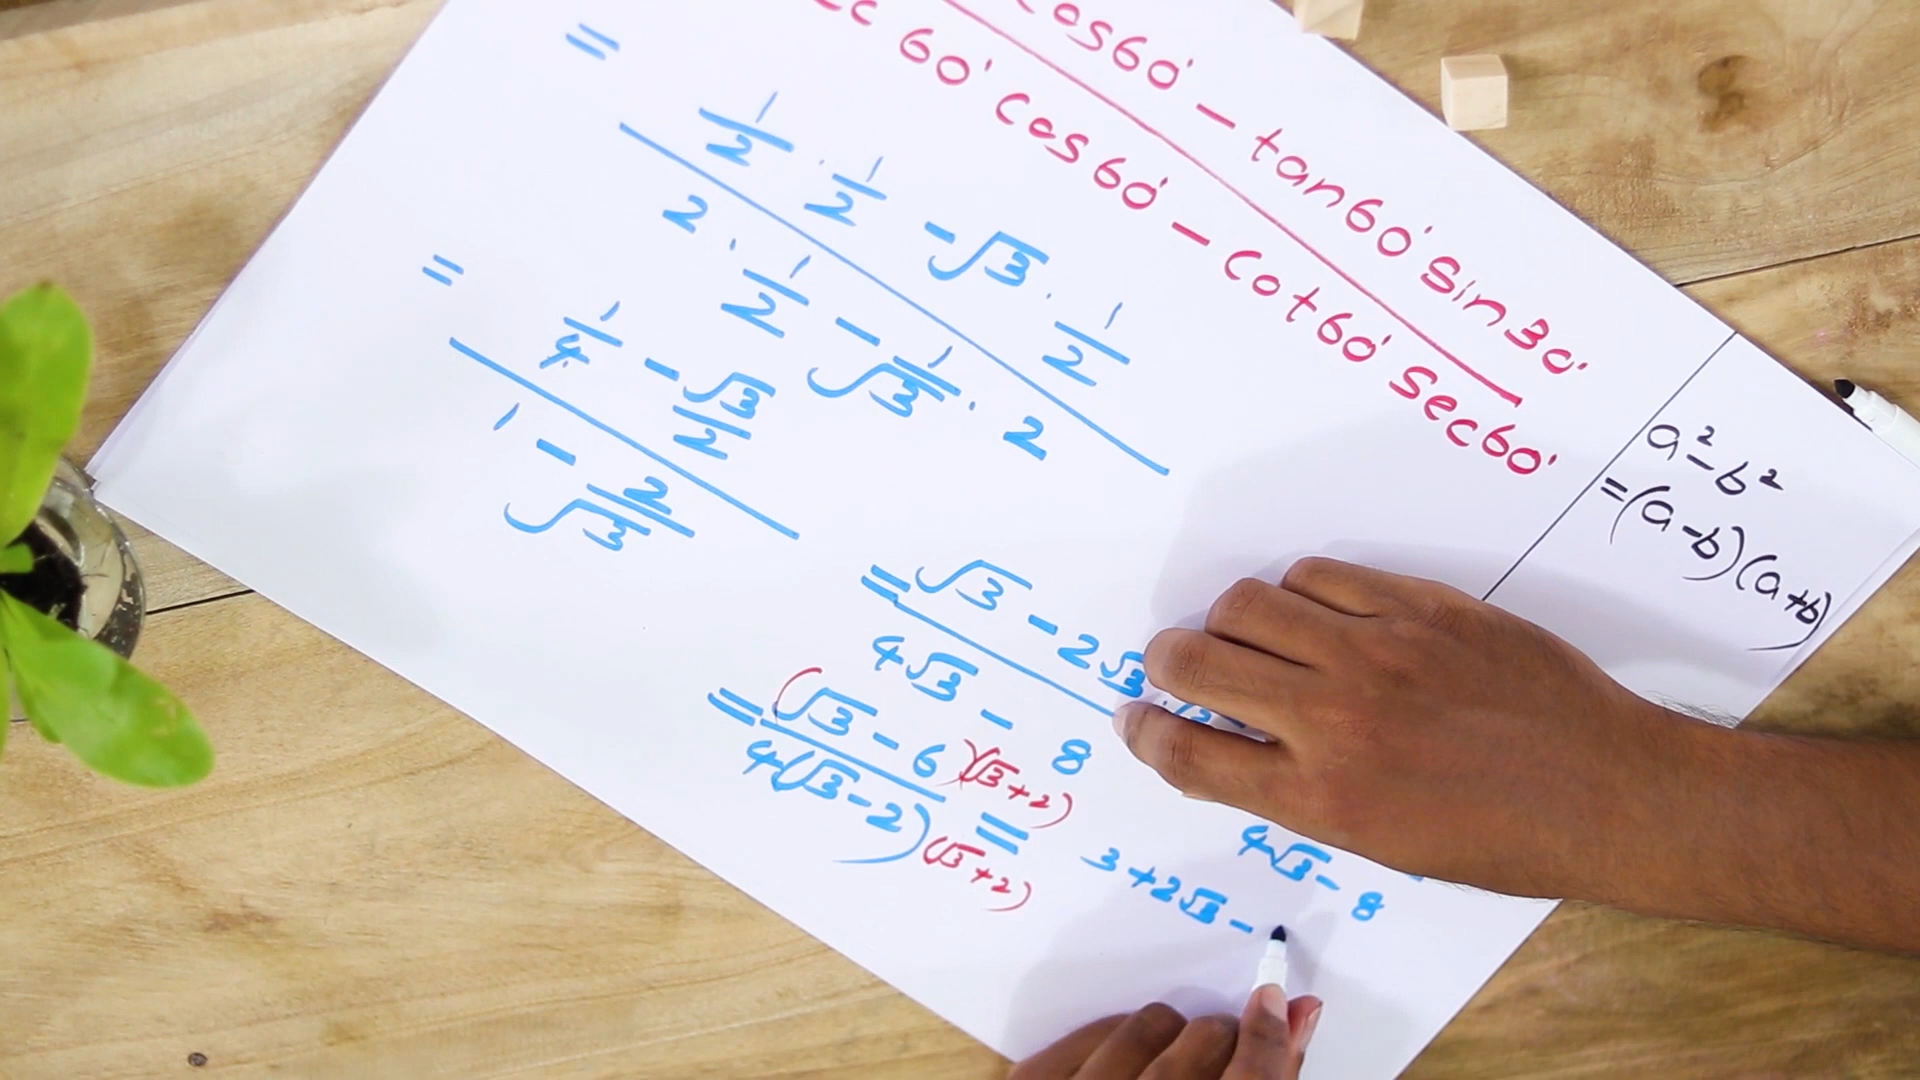 cos60° - tan60° sin30°
60° cos60° - cot60° sec60°
= 1/2 · 1/2 - √3 · 1/2
2 · 1/2 - 1/√3 · 2
= 1/4 - √3/2
1 - 2/√3
a² - b²
= (a-b)(a+b)
= √3 - 2√3
4√3 - 8
4√3 - 8
= (√3 - 6)(√3+2)
4(√3-2)(√3+2)
= 3 + 2√3 -